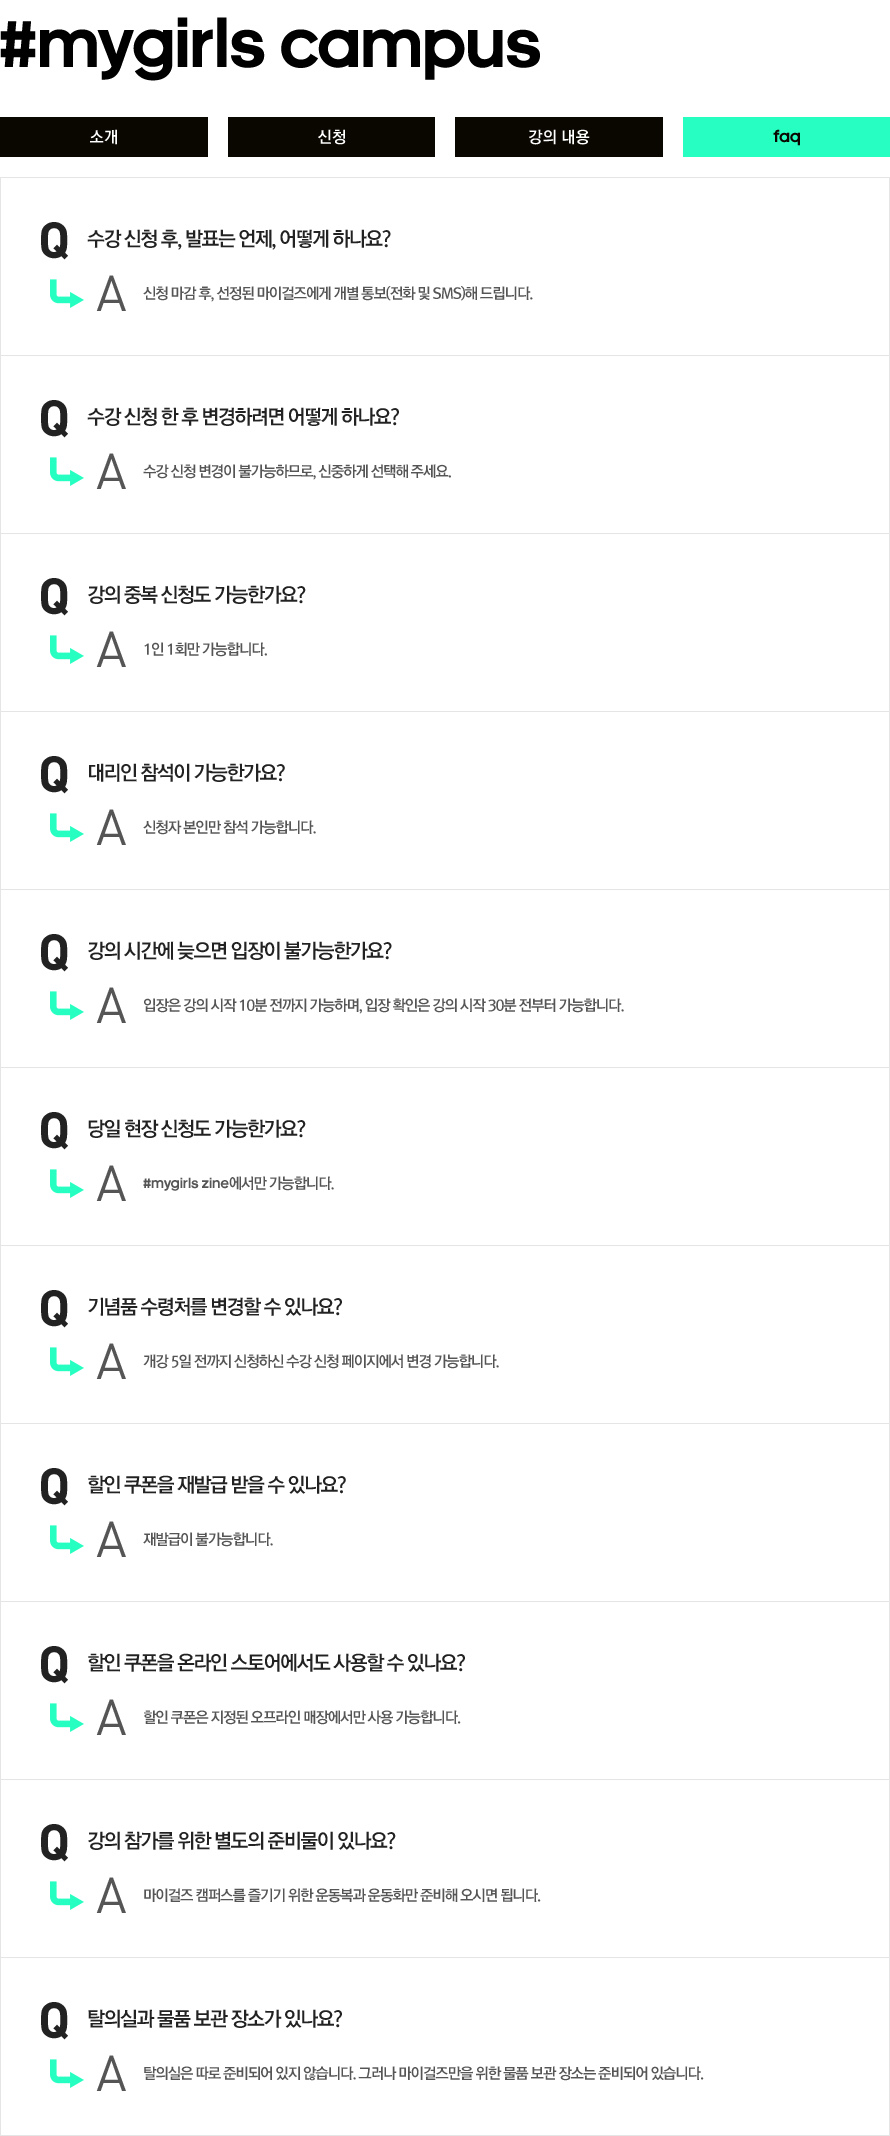 #mygirls campus
소개
신청
강의 내용
faq
Q 수강 신청 후, 발표는 언제, 어떻게 하나요?
A 신청 마감 후, 선정된 마이걸즈에게 개별 통보(전화 및 SMS)해 드립니다.
Q 수강 신청 한 후 변경하려면 어떻게 하나요?
A 수강 신청 변경이 불가능하므로, 신중하게 선택해 주세요.
Q 강의 중복 신청도 가능한가요?
A 1인 1회만 가능합니다.
Q 대리인 참석이 가능한가요?
A 신청자 본인만 참석 가능합니다.
Q 강의 시간에 늦으면 입장이 불가능한가요?
A 입장은 강의 시작 10분 전까지 가능하며, 입장 확인은 강의 시작 30분 전부터 가능합니다.
Q 당일 현장 신청도 가능한가요?
A #mygirls zine에서만 가능합니다.
Q 기념품 수령처를 변경할 수 있나요?
A 개강 5일 전까지 신청하신 수강 신청 페이지에서 변경 가능합니다.
Q 할인 쿠폰을 재발급 받을 수 있나요?
A 재발급이 불가능합니다.
Q 할인 쿠폰을 온라인 스토어에서도 사용할 수 있나요?
A 할인 쿠폰은 지정된 오프라인 매장에서만 사용 가능합니다.
Q 강의 참가를 위한 별도의 준비물이 있나요?
A 마이걸즈 캠퍼스를 즐기기 위한 운동복과 운동화만 준비해 오시면 됩니다.
Q 탈의실과 물품 보관 장소가 있나요?
A 탈의실은 따로 준비되어 있지 않습니다. 그러나 마이걸즈만을 위한 물품 보관 장소는 준비되어 있습니다.